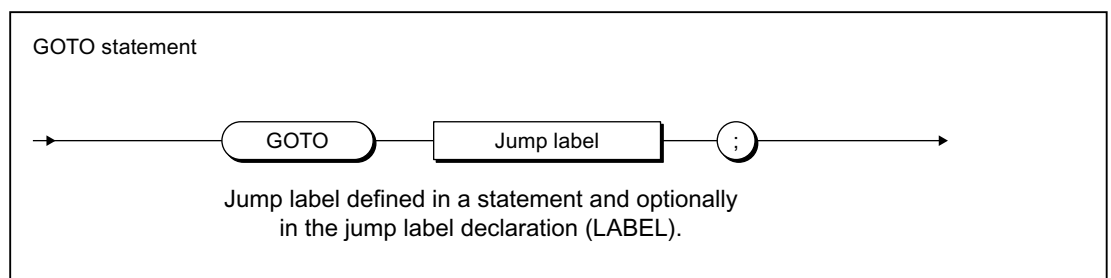 GOTO statement
GOTO Jump label ;
Jump label defined in a statement and optionally
in the jump label declaration (LABEL).